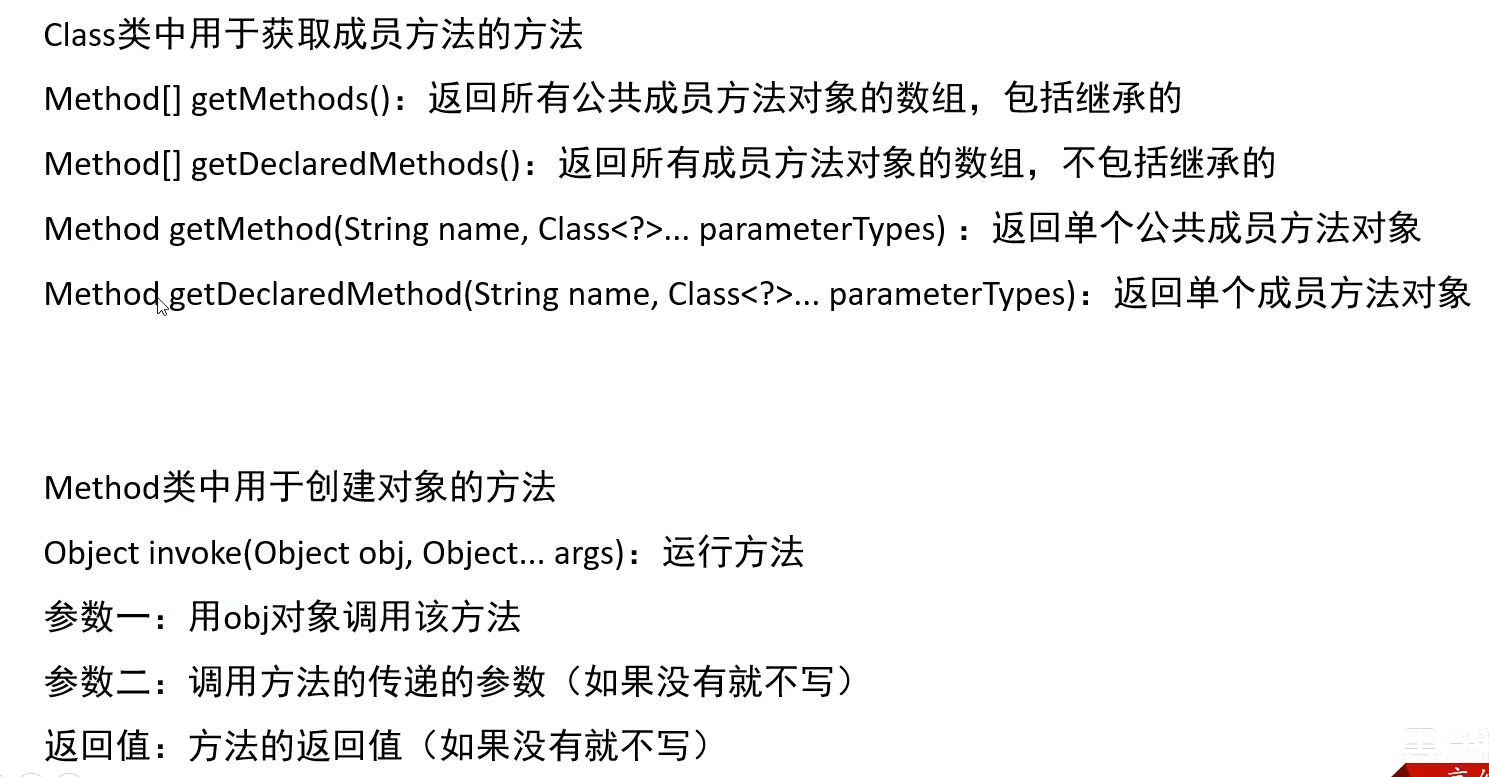 Class类中用于获取成员方法的方法
Method[] getMethods()：返回所有公共成员方法对象的数组，包括继承的
Method[] getDeclaredMethods()：返回所有成员方法对象的数组，不包括继承的
Method getMethod(String name, Class<?>... parameterTypes) ：返回单个公共成员方法对象
Method getDeclaredMethod(String name, Class<?>... parameterTypes)：返回单个成员方法对象
Method类中用于创建对象的方法
Object invoke(Object obj, Object... args)：运行方法
参数一：用obj对象调用该方法
参数二：调用方法的传递的参数（如果没有就不写）
返回值：方法的返回值（如果没有就不写）